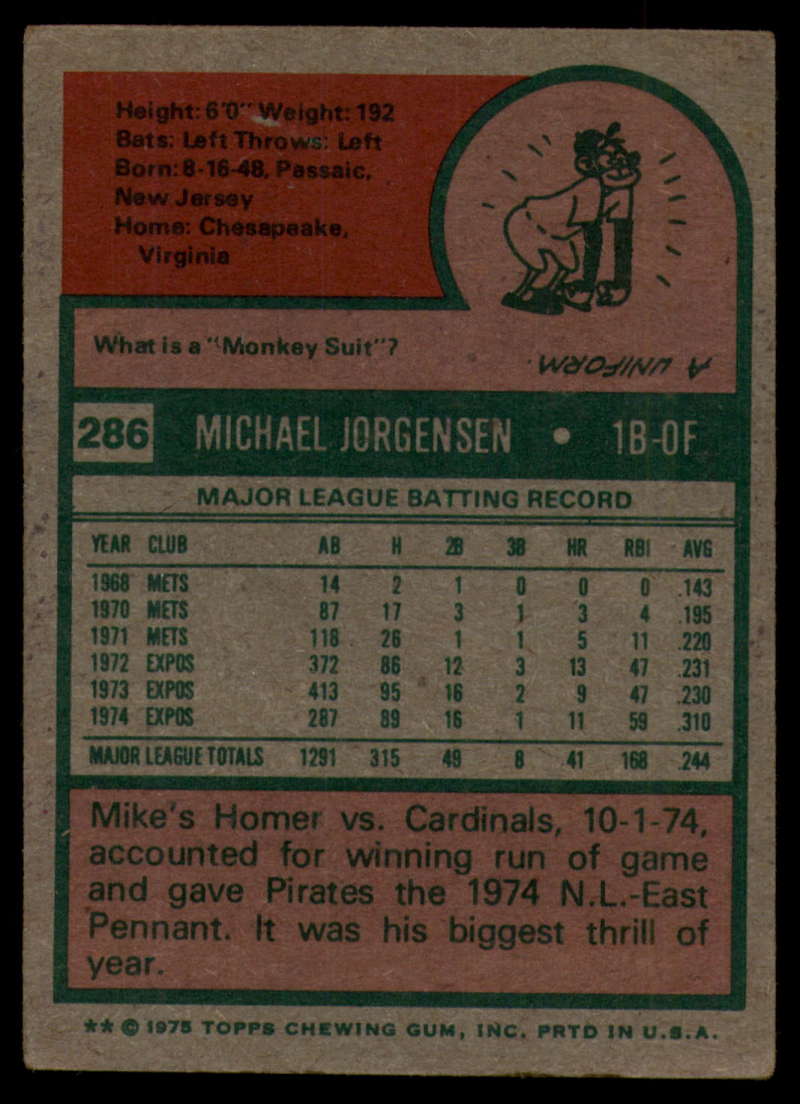 Height: 6'0" Weight: 192
Bats: Left Throws: Left
Born: 8-16-48, Passaic,
New Jersey
Home: Chesapeake,
Virginia
What is a "Monkey Suit"?
A UNIFORM.
286 MICHAEL JORGENSEN • 1B-OF
MAJOR LEAGUE BATTING RECORD
YEAR CLUB AB H 2B 3B HR RBI AVG
1968 METS 14 2 1 0 0 0 .143
1970 METS 87 17 3 1 3 4 .195
1971 METS 118 26 1 1 5 11 .220
1972 EXPOS 372 86 12 3 13 47 .231
1973 EXPOS 413 95 16 2 9 47 .230
1974 EXPOS 287 89 16 1 11 59 .310
MAJOR LEAGUE TOTALS 1291 315 49 8 41 168 .244
Mike's Homer vs. Cardinals, 10-1-74,
accounted for winning run of game
and gave Pirates the 1974 N.L.-East
Pennant. It was his biggest thrill of
year.
** © 1975 TOPPS CHEWING GUM, INC. PRTD IN U.S.A.